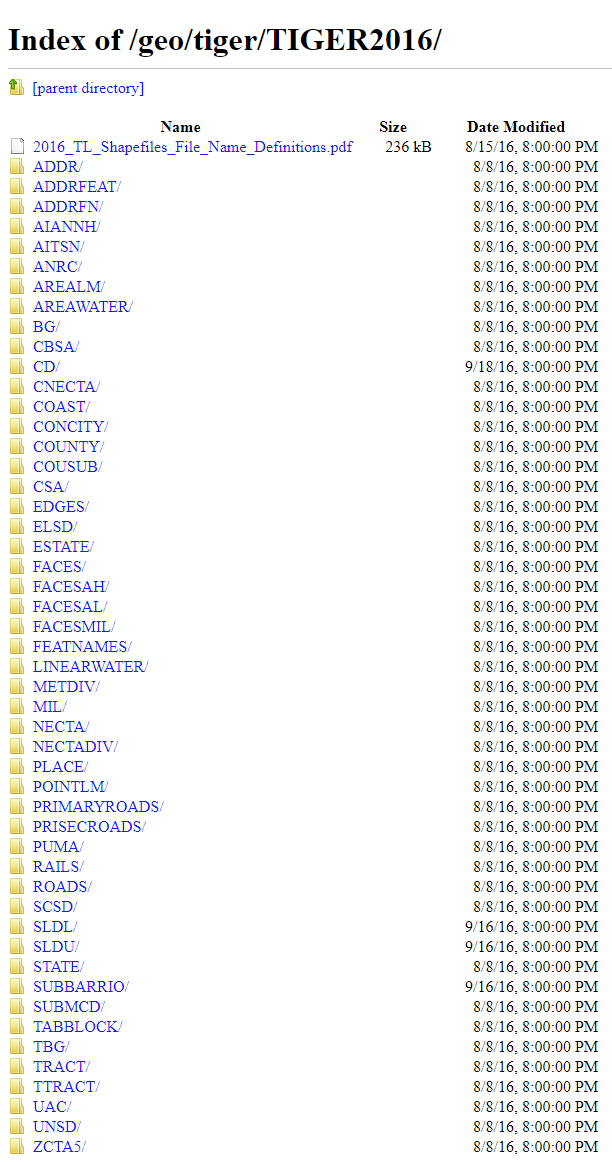 Index of /geo/tiger/TIGER2016/
[parent directory]
Name Size Date Modified
2016_TL_Shapefiles_File_Name_Definitions.pdf 236 kB 8/15/16, 8:00:00 PM
ADDR/ 8/8/16, 8:00:00 PM
ADDRFEAT/ 8/8/16, 8:00:00 PM
ADDRFN/ 8/8/16, 8:00:00 PM
AIANNH/ 8/8/16, 8:00:00 PM
AITSN/ 8/8/16, 8:00:00 PM
ANRC/ 8/8/16, 8:00:00 PM
AREALM/ 8/8/16, 8:00:00 PM
AREAWATER/ 8/8/16, 8:00:00 PM
BG/ 8/8/16, 8:00:00 PM
CBSA/ 8/8/16, 8:00:00 PM
CD/ 9/18/16, 8:00:00 PM
CNECTA/ 8/8/16, 8:00:00 PM
COAST/ 8/8/16, 8:00:00 PM
CONCITY/ 8/8/16, 8:00:00 PM
COUNTY/ 8/8/16, 8:00:00 PM
COUSUB/ 8/8/16, 8:00:00 PM
CSA/ 8/8/16, 8:00:00 PM
EDGES/ 8/8/16, 8:00:00 PM
ELSD/ 8/8/16, 8:00:00 PM
ESTATE/ 8/8/16, 8:00:00 PM
FACES/ 8/8/16, 8:00:00 PM
FACESAH/ 8/8/16, 8:00:00 PM
FACESAL/ 8/8/16, 8:00:00 PM
FACESMIL/ 8/8/16, 8:00:00 PM
FEATNAMES/ 8/8/16, 8:00:00 PM
LINEARWATER/ 8/8/16, 8:00:00 PM
METDIV/ 8/8/16, 8:00:00 PM
MIL/ 8/8/16, 8:00:00 PM
NECTA/ 8/8/16, 8:00:00 PM
NECTADIV/ 8/8/16, 8:00:00 PM
PLACE/ 8/8/16, 8:00:00 PM
POINTLM/ 8/8/16, 8:00:00 PM
PRIMARYROADS/ 8/8/16, 8:00:00 PM
PRISECROADS/ 8/8/16, 8:00:00 PM
PUMA/ 8/8/16, 8:00:00 PM
RAILS/ 8/8/16, 8:00:00 PM
ROADS/ 8/8/16, 8:00:00 PM
SCSD/ 8/8/16, 8:00:00 PM
SLDL/ 9/16/16, 8:00:00 PM
SLDU/ 9/16/16, 8:00:00 PM
STATE/ 8/8/16, 8:00:00 PM
SUBBARRIO/ 9/16/16, 8:00:00 PM
SUBMCD/ 8/8/16, 8:00:00 PM
TABBLOCK/ 8/8/16, 8:00:00 PM
TBG/ 8/8/16, 8:00:00 PM
TRACT/ 8/8/16, 8:00:00 PM
TTRACT/ 8/8/16, 8:00:00 PM
UAC/ 8/8/16, 8:00:00 PM
UNSD/ 8/8/16, 8:00:00 PM
ZCTA5/ 8/8/16, 8:00:00 PM